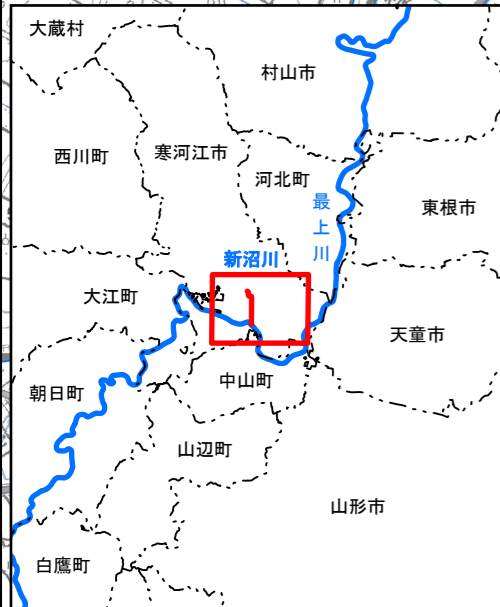 大蔵村
村山市
西川町
寒河江市
河北町
最上川
東根市
新沼川
大江町
天童市
朝日町
中山町
山辺町
山形市
白鷹町